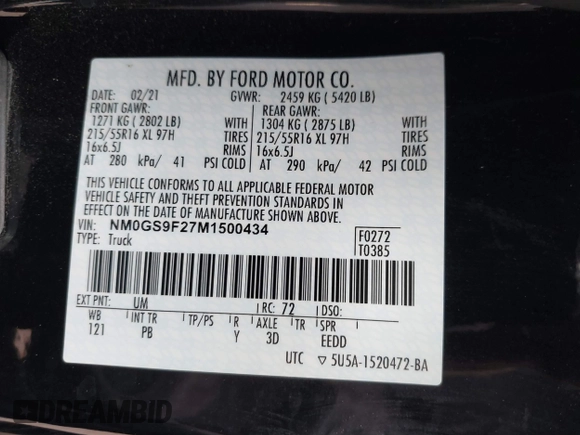 MFD. BY FORD MOTOR CO.
DATE: 02/21 GVWR: 2459 KG ( 5420 LB)
FRONT GAWR: REAR GAWR:
1271 KG ( 2802 LB) 1304 KG ( 2875 LB)
215/55R16 XL 97H TIRES 215/55R16 XL 97H TIRES
16x6.5J RIMS 16x6.5J RIMS
AT 280 kPa/ 41 PSI COLD AT 290 kPa/ 42 PSI COLD
THIS VEHICLE CONFORMS TO ALL APPLICABLE FEDERAL MOTOR
VEHICLE SAFETY AND THEFT PREVENTION STANDARDS IN
EFFECT ON THE DATE OF MANUFACTURE SHOWN ABOVE.
VIN: NM0GS9F27M1500434 F0272
TYPE: Truck T0385
EXT PNT: UM RC: 72 DSO:
WB INT TR TP/PS R AXLE TR SPR
121 PB Y 3D EEDD
UTC ▽ 5U5A-1520472-BA
DREAMBID